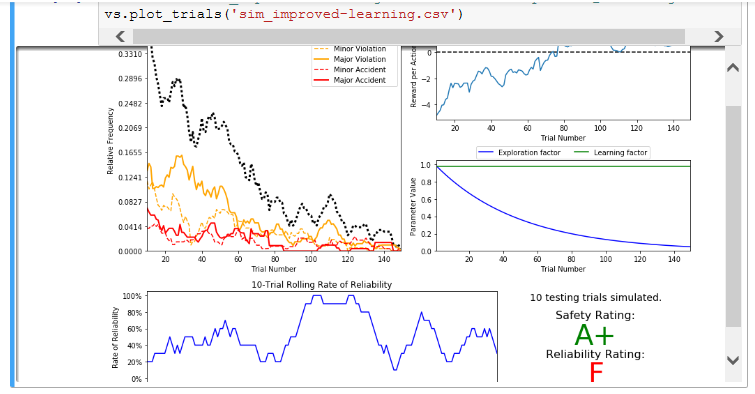 vs.plot_trials('sim_improved-learning.csv')
Minor Violation
Major Violation
Minor Accident
Major Accident
0.3310
0.2896
0.2482
0.2069
0.1655
0.1241
0.0827
0.0414
0.0000
Relative Frequency
20 40 60 80 100 120 140
Trial Number
0
−2
−4
Reward per Action
20 40 60 80 100 120 140
Trial Number
Exploration factor Learning factor
1.0
0.8
0.6
0.4
0.2
0.0
Parameter Value
20 40 60 80 100 120 140
Trial Number
10-Trial Rolling Rate of Reliability
100%
80%
60%
40%
20%
0%
Rate of Reliability
10 testing trials simulated.
Safety Rating:
A+
Reliability Rating:
F